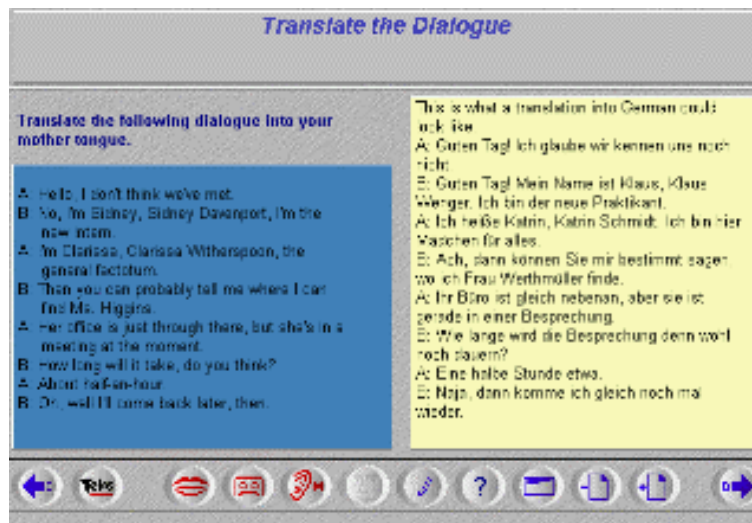 Translate the Dialogue
Translate the following dialogue into your
mother tongue.
A: Hello, I don't think we've met.
B: No, I'm Sidney, Sidney Davenport, I'm the
new intern.
A: I'm Clarissa, Clarissa Witherspoon, the
general factotum.
B: Then you can probably tell me where I can
find Ms. Higgins.
A: Her office is just through there, but she's in a
meeting at the moment.
B: How long will it take, do you think?
A: About half-an-hour.
B: Oh, well I'll come back later, then.
This is what a translation into German could
look like
A: Guten Tag! Ich glaube wir kennen uns noch
nicht.
B: Guten Tag! Mein Name ist Klaus, Klaus
Wenger. Ich bin der neue Praktikant.
A: Ich heiße Katrin, Katrin Schmidt. Ich bin hier
Mädchen für alles.
B: Ach, dann können Sie mir bestimmt sagen,
wo ich Frau Werthmüller finde.
A: Ihr Büro ist gleich nebenan, aber sie ist
gerade in einer Besprechung.
B: Wie lange wird die Besprechung denn wohl
noch dauern?
A: Eine halbe Stunde etwa.
B: Naja, dann komme ich gleich noch mal
wieder.
?